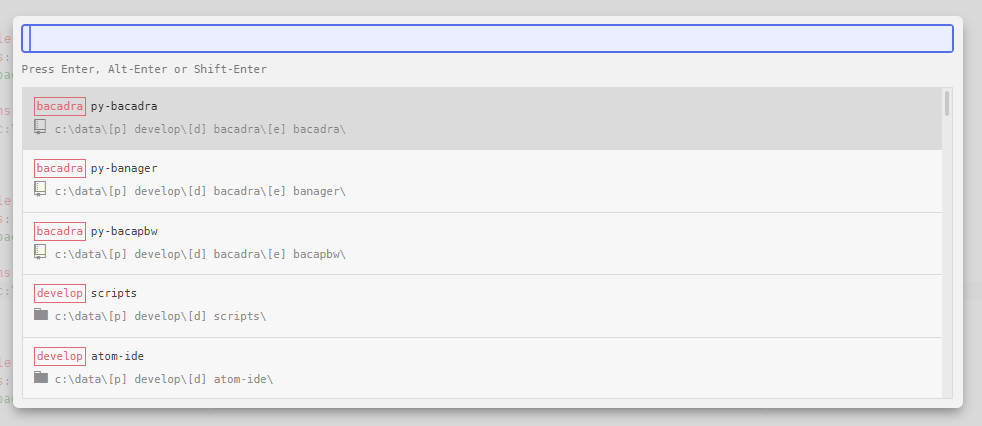 Press Enter, Alt-Enter or Shift-Enter
bacadra py-bacadra
c:\data\[p] develop\[d] bacadra\[e] bacadra\
bacadra py-banager
c:\data\[p] develop\[d] bacadra\[e] banager\
bacadra py-bacapbw
c:\data\[p] develop\[d] bacadra\[e] bacapbw\
develop scripts
c:\data\[p] develop\[d] scripts\
develop atom-ide
c:\data\[p] develop\[d] atom-ide\